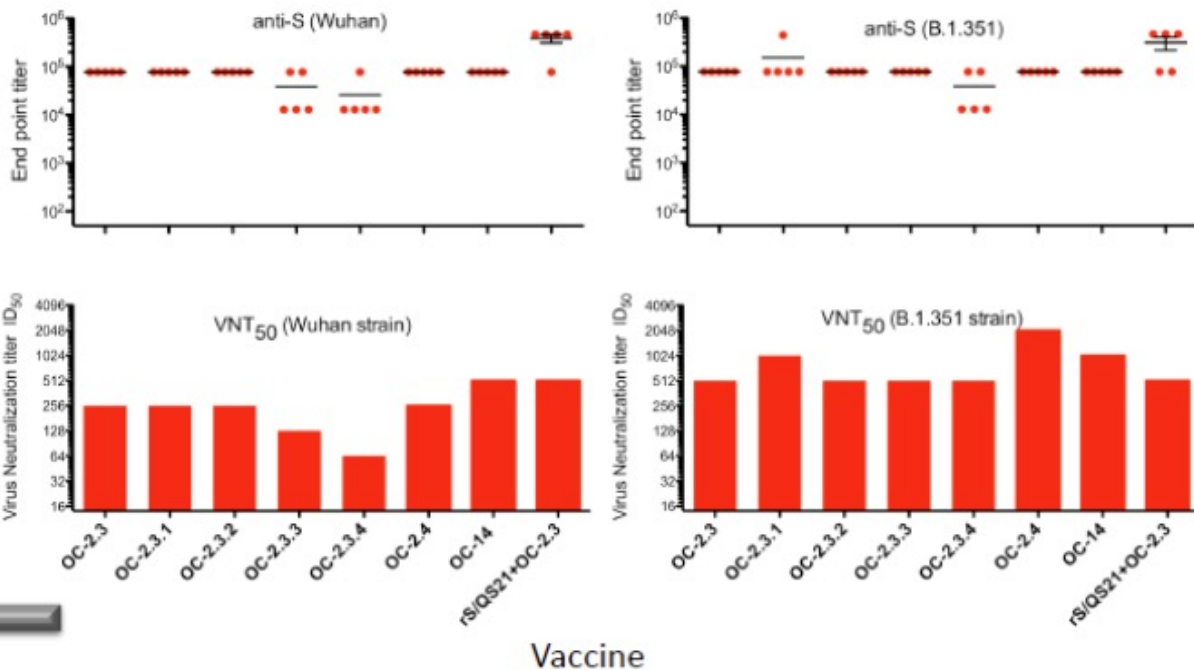 anti-S (Wuhan)
End point titer
10⁶
10⁵
10⁴
10³
10²
anti-S (B.1.351)
End point titer
10⁶
10⁵
10⁴
10³
10²
VNT₅₀ (Wuhan strain)
Virus Neutralization titer ID₅₀
4096
2048
1024
512
256
128
64
32
16
OC-2.3
OC-2.3.1
OC-2.3.2
OC-2.3.3
OC-2.3.4
OC-2.4
OC-14
rS/QS21+OC-2.3
VNT₅₀ (B.1.351 strain)
Virus Neutralization titer ID₅₀
4096
2048
1024
512
256
128
64
32
16
OC-2.3
OC-2.3.1
OC-2.3.2
OC-2.3.3
OC-2.3.4
OC-2.4
OC-14
rS/QS21+OC-2.3
Vaccine